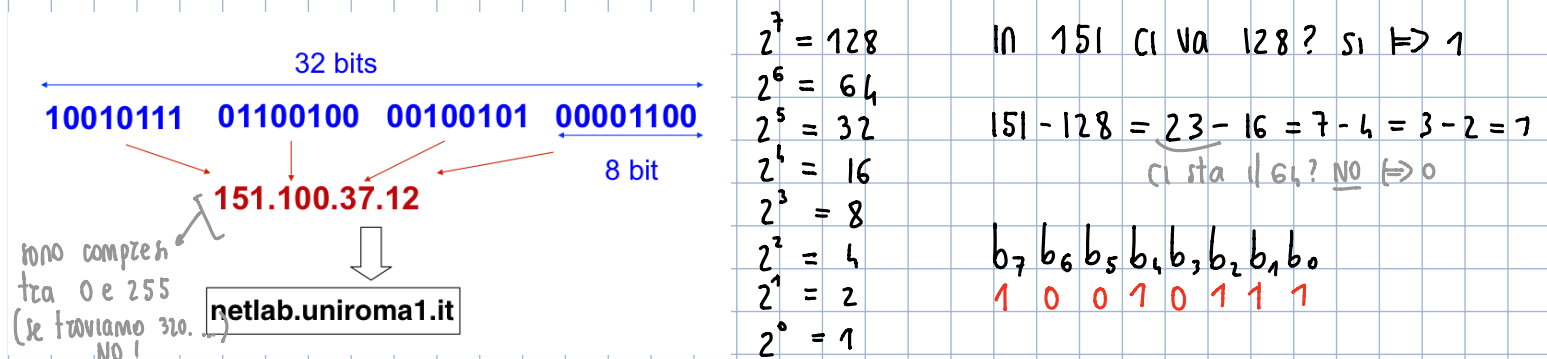 32 bits
10010111 01100100 00100101 00001100
8 bit
151.100.37.12
sono compresi
tra 0 e 255
(se troviamo 320. ...)
NO!
netlab.uniroma1.it
2^7 = 128
2^6 = 64
2^5 = 32
2^4 = 16
2^3 = 8
2^2 = 4
2^1 = 2
2^0 = 1
In 151 ci va 128? si |=> 1
151 - 128 = 23 - 16 = 7 - 4 = 3 - 2 = 1
ci sta il 64? NO |=> 0
b7 b6 b5 b4 b3 b2 b1 b0
1 0 0 1 0 1 1 1